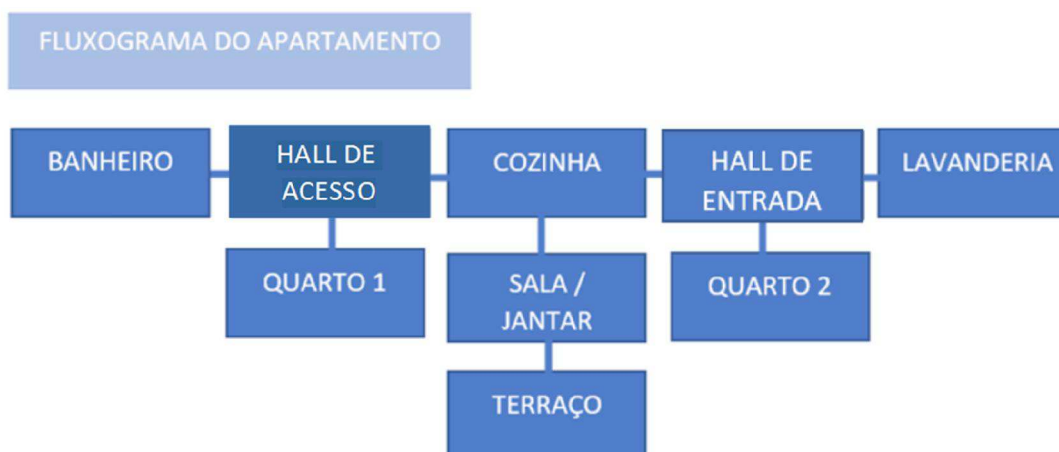 FLUXOGRAMA DO APARTAMENTO
BANHEIRO
HALL DE
ACESSO
COZINHA
HALL DE
ENTRADA
LAVANDERIA
QUARTO 1
SALA /
JANTAR
QUARTO 2
TERRAÇO